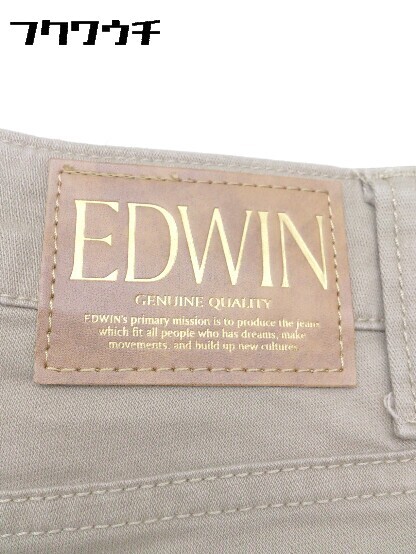 フクウウチ
EDWIN
GENUINE QUALITY
EDWIN's primary mission is to produce the jeans
which fit all people who has dreams, make
movements, and build up new cultures.